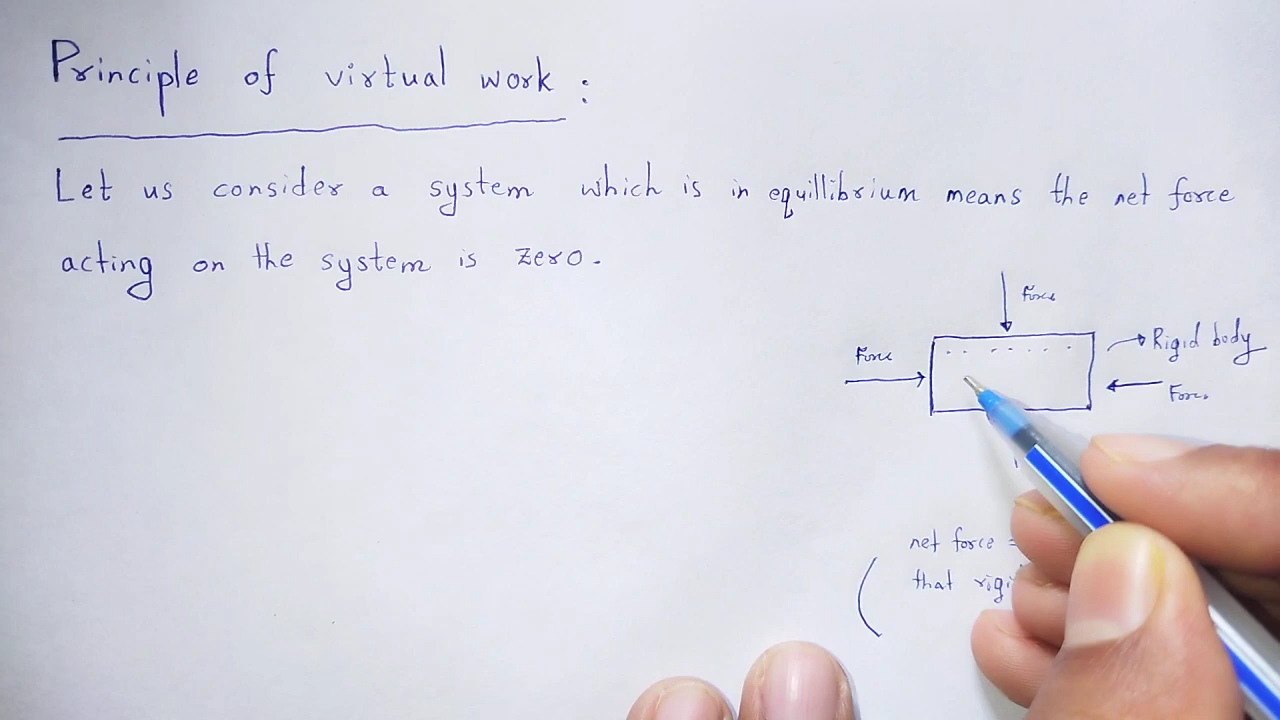 Principle of virtual work :
Let us consider a system which is in equillibrium means the net force
acting on the system is zero.
Force
Force
Rigid body
Force
net force =
that rigi